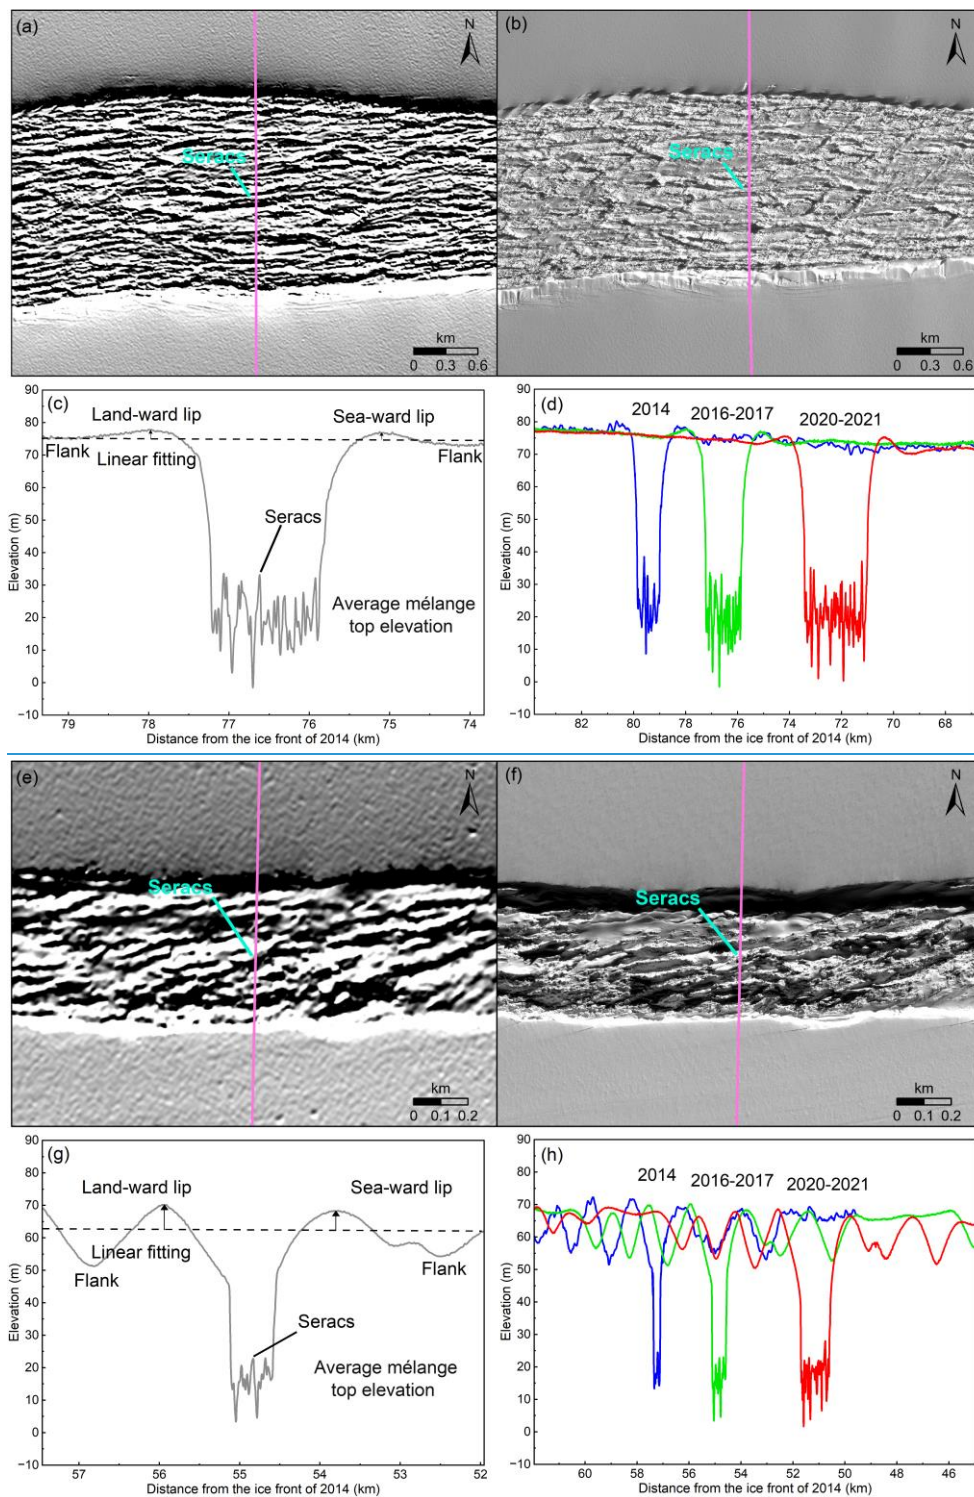 (a)
N
Seracs
km
0 0.3 0.6
(b)
N
Seracs
km
0 0.3 0.6
(c)
90
80
70
60
50
40
30
20
10
0
−10
Elevation (m)
Land-ward lip
Sea-ward lip
Flank
Linear fitting
Flank
Seracs
Average mélange
top elevation
79 78 77 76 75 74
Distance from the ice front of 2014 (km)
(d)
90
80
70
60
50
40
30
20
10
0
−10
Elevation (m)
2014
2016-2017
2020-2021
82 80 78 76 74 72 70 68
Distance from the ice front of 2014 (km)
(e)
N
Seracs
km
0 0.1 0.2
(f)
N
Seracs
km
0 0.1 0.2
(g)
90
80
70
60
50
40
30
20
10
0
−10
Elevation (m)
Land-ward lip
Sea-ward lip
Linear fitting
Flank
Flank
Seracs
Average mélange
top elevation
57 56 55 54 53 52
Distance from the ice front of 2014 (km)
(h)
90
80
70
60
50
40
30
20
10
0
−10
Elevation (m)
2014
2016-2017
2020-2021
60 58 56 54 52 50 48 46
Distance from the ice front of 2014 (km)